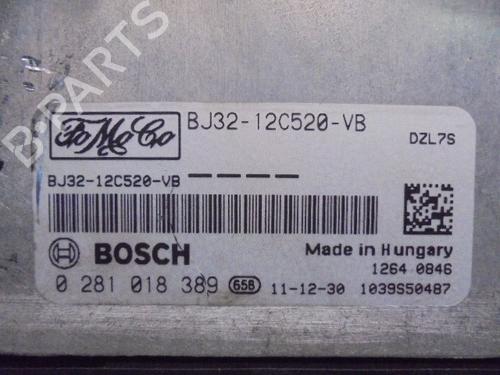 B-PARTS
FoMoCo
BJ32-12C520-VB
DZL7S
BJ32-12C520-VB
BOSCH
Made in Hungary
1264 0846
0 281 018 389 65B 11-12-30 1039S50487